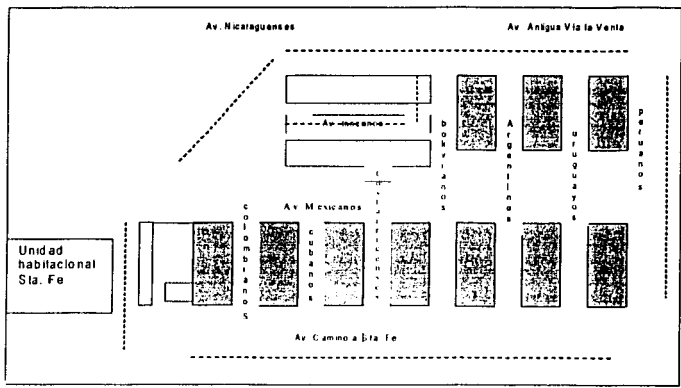 Av. Nicaraguenses
Av. Antigua Vía la Venta
bolivianos
Argentinos
uruguayos
peruanos
colombianos
Av. Mexicanos
cubanos
Unidad
habitacional
Sta. Fe
Av. Camino a Sta. Fe